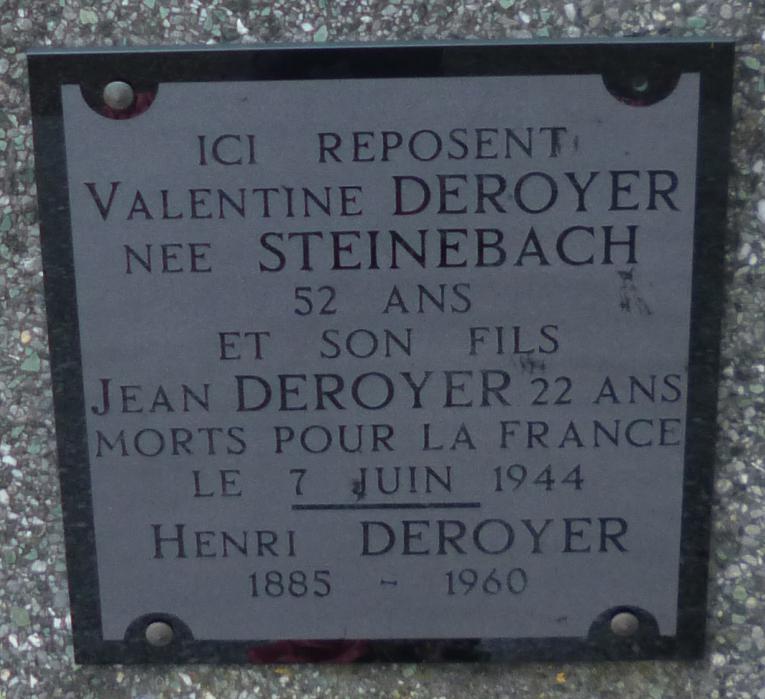 ICI REPOSENT
VALENTINE DEROYER
NEE STEINEBACH
52 ANS
ET SON FILS
JEAN DEROYER 22 ANS
MORTS POUR LA FRANCE
LE 7 JUIN 1944
HENRI DEROYER
1885 - 1960